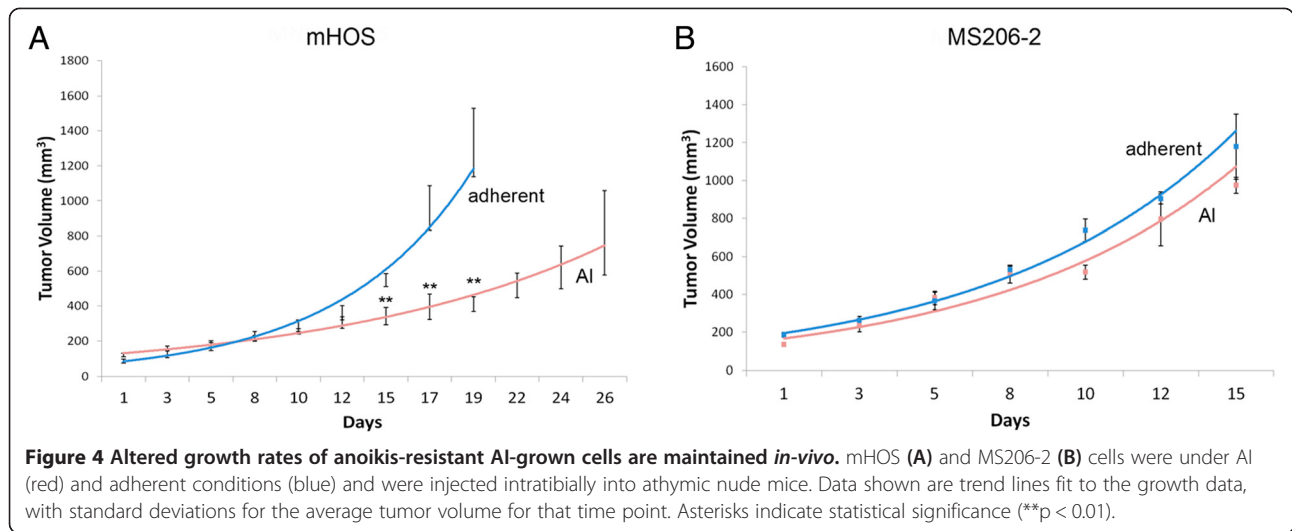 A
mHOS
Tumor Volume (mm³)
1800
1600
1400
1200
1000
800
600
400
200
0
adherent
AI
**
**
**
1 3 5 8 10 12 15 17 19 22 24 26
Days
B
MS206-2
Tumor Volume (mm³)
1600
1400
1200
1000
800
600
400
200
0
adherent
AI
1 3 5 8 10 12 15
Days
Figure 4 Altered growth rates of anoikis-resistant AI-grown cells are maintained in-vivo. mHOS (A) and MS206-2 (B) cells were under AI
(red) and adherent conditions (blue) and were injected intratibially into athymic nude mice. Data shown are trend lines fit to the growth data,
with standard deviations for the average tumor volume for that time point. Asterisks indicate statistical significance (**p < 0.01).